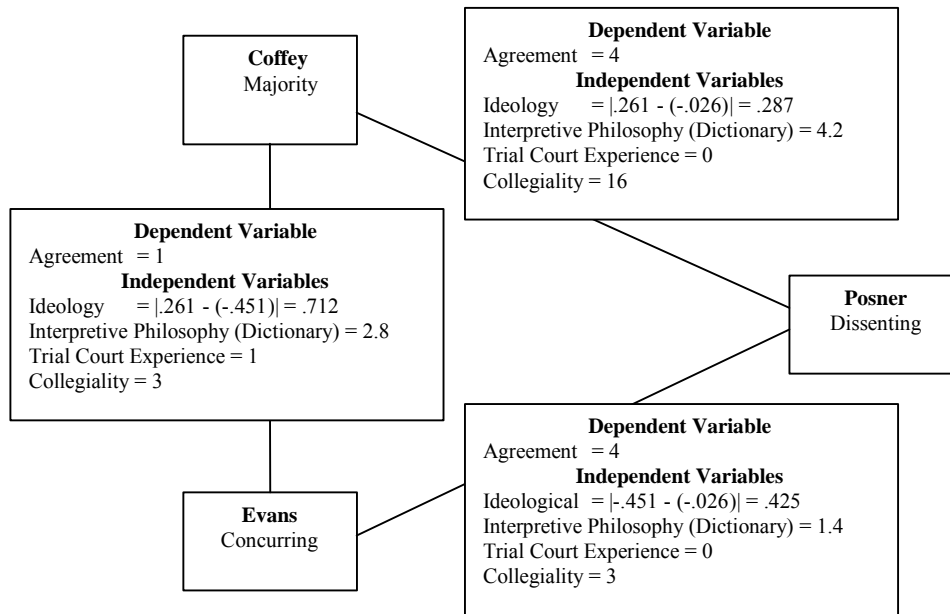 Coffey
Majority
Dependent Variable
Agreement = 4
Independent Variables
Ideology = |.261 - (-.026)| = .287
Interpretive Philosophy (Dictionary) = 4.2
Trial Court Experience = 0
Collegiality = 16
Dependent Variable
Agreement = 1
Independent Variables
Ideology = |.261 - (-.451)| = .712
Interpretive Philosophy (Dictionary) = 2.8
Trial Court Experience = 1
Collegiality = 3
Posner
Dissenting
Evans
Concurring
Dependent Variable
Agreement = 4
Independent Variables
Ideological = |-.451 - (-.026)| = .425
Interpretive Philosophy (Dictionary) = 1.4
Trial Court Experience = 0
Collegiality = 3